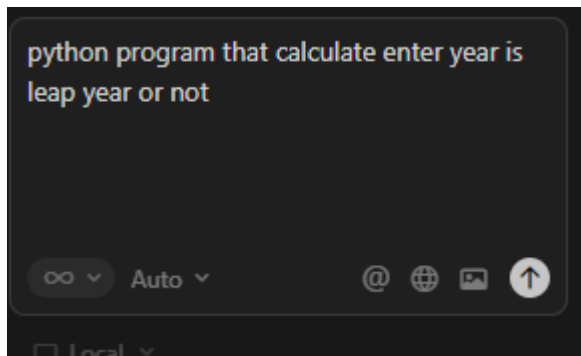 python program that calculate enter year is
leap year or not
Auto
@
Local